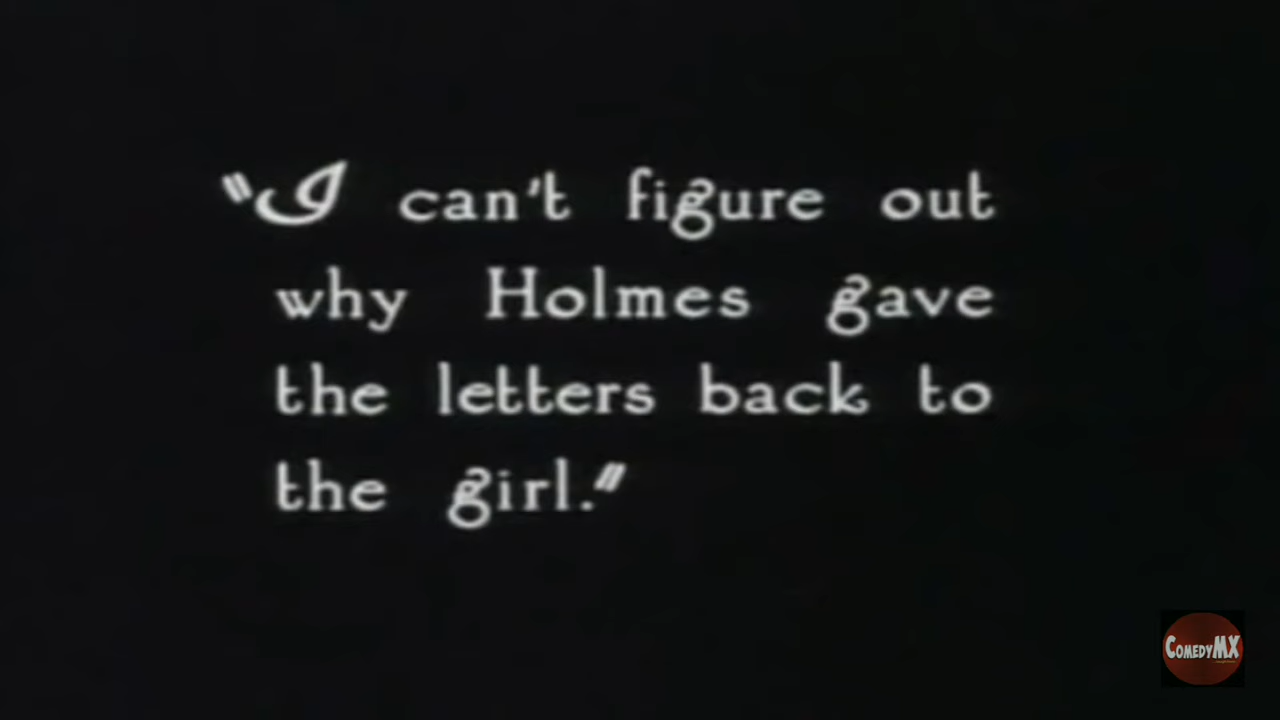 "I can't figure out
why Holmes gave
the letters back to
the girl."
COMEDYMX